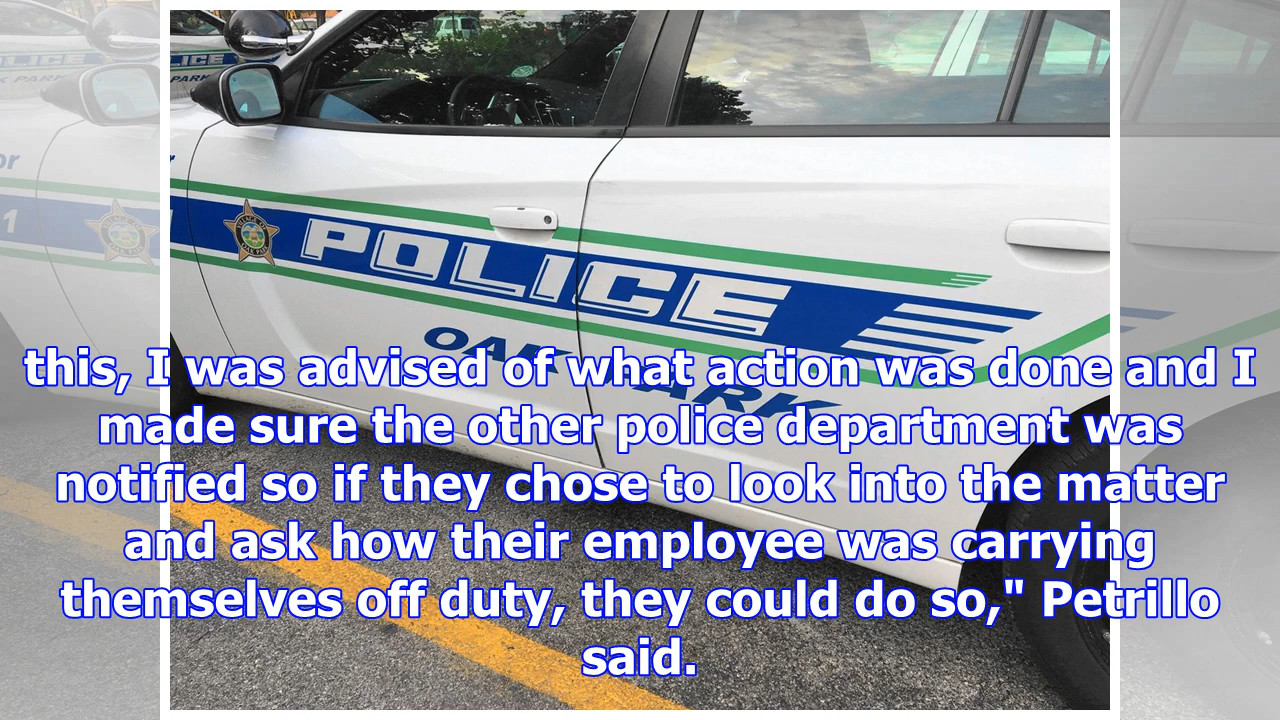 POLICE
OAK PARK
this, I was advised of what action was done and I
made sure the other police department was
notified so if they chose to look into the matter
and ask how their employee was carrying
themselves off duty, they could do so," Petrillo
said.